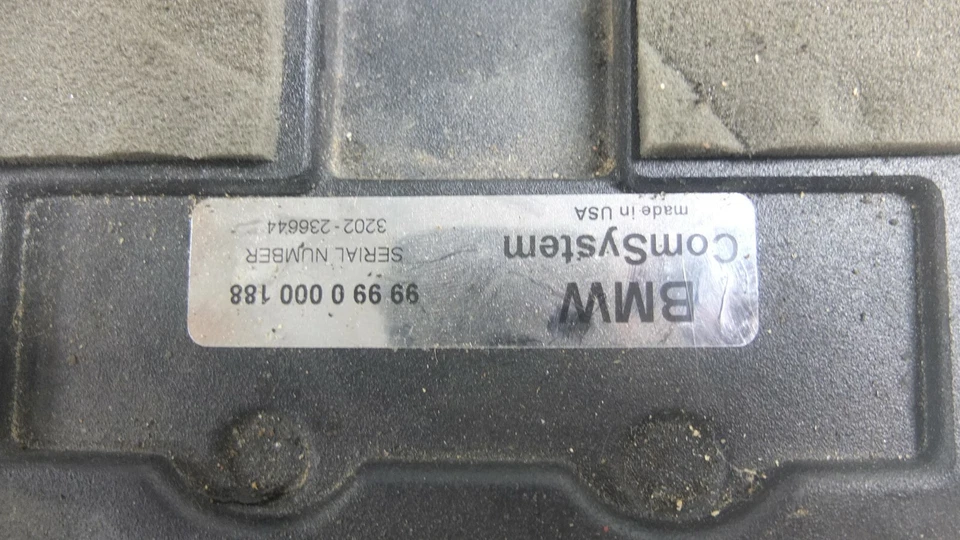 BMW
ComSystem
made in USA
99 99 0 000 188
SERIAL NUMBER
3202-236644